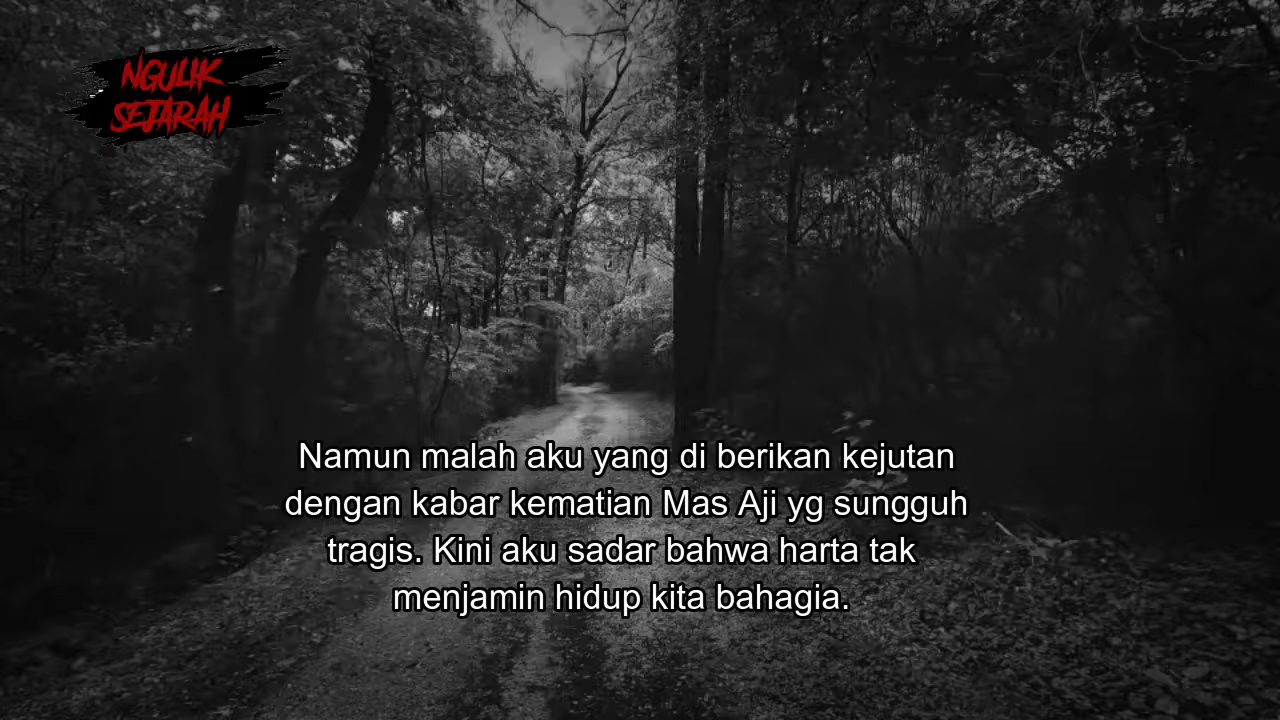 NGULIK
SEJARAH
Namun malah aku yang di berikan kejutan
dengan kabar kematian Mas Aji yg sungguh
tragis. Kini aku sadar bahwa harta tak
menjamin hidup kita bahagia.